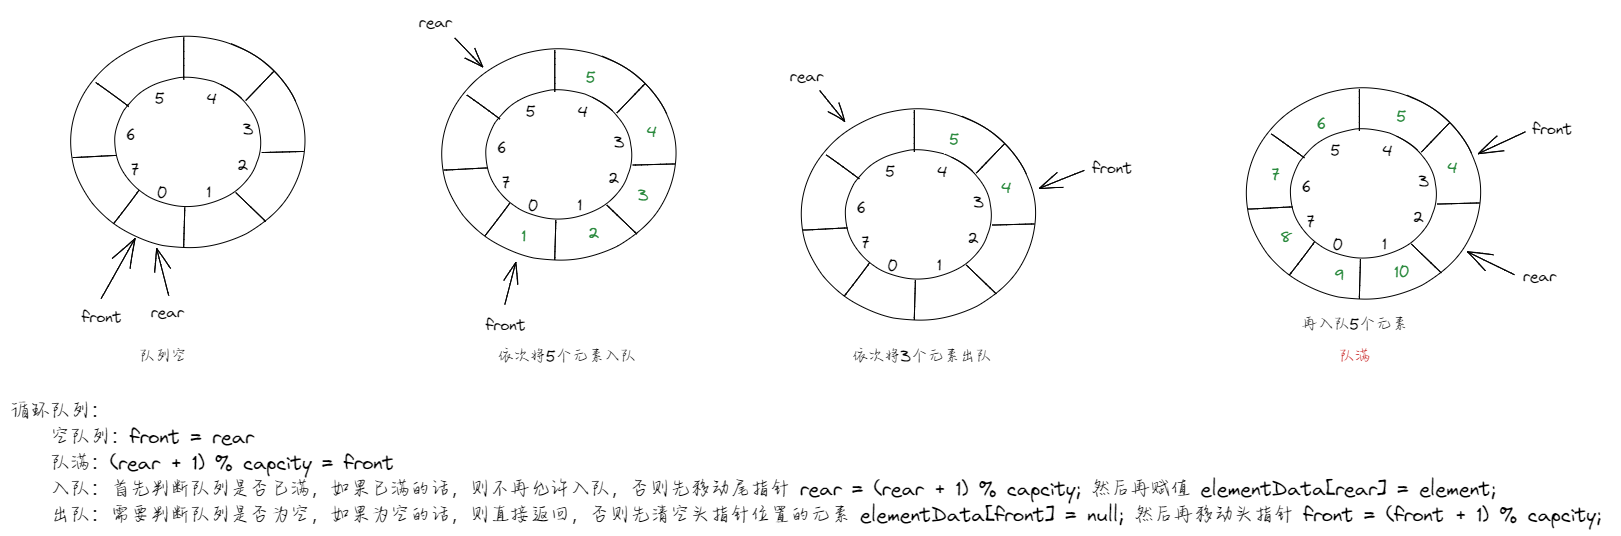 rear
5
5 4
6 3 4
7 2 3
0 1
1 2
front
依次将5个元素入队
5 4
6 3
7 2
0 1
front rear
队列空
rear
5
5 4
6 3 4
7 2
0 1
front
依次将3个元素出队
6 5
5 4
7 6 3 4
8 7 2
0 1
9 10
front
rear
再入队5个元素
队满
循环队列:
空队列: front = rear
队满: (rear + 1) % capcity = front
入队: 首先判断队列是否已满, 如果已满的话, 则不再允许入队, 否则先移动尾指针 rear = (rear + 1) % capcity; 然后再赋值 elementData[rear] = element;
出队: 需要判断队列是否为空, 如果为空的话, 则直接返回, 否则先清空头指针位置的元素 elementData[front] = null; 然后再移动头指针 front = (front + 1) % capcity;